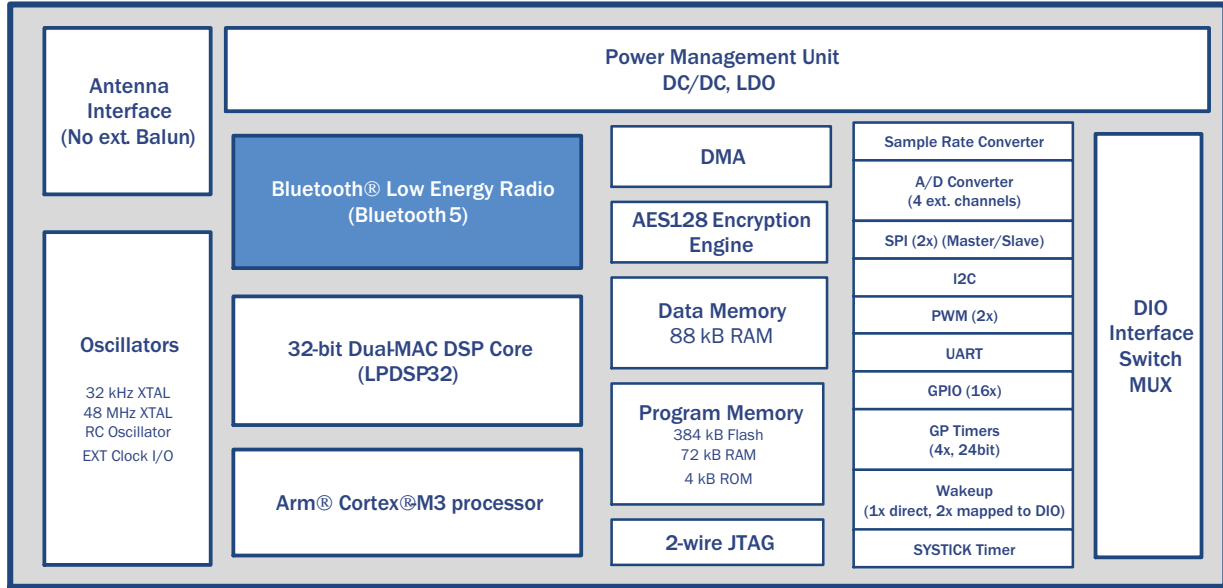 Antenna
Interface
(No ext. Balun)
Power Management Unit
DC/DC, LDO
Bluetooth® Low Energy Radio
(Bluetooth 5)
DMA
AES128 Encryption
Engine
Sample Rate Converter
A/D Converter
(4 ext. channels)
SPI (2x) (Master/Slave)
I2C
PWM (2x)
UART
GPIO (16x)
GP Timers
(4x, 24bit)
Wakeup
(1x direct, 2x mapped to DIO)
SYSTICK Timer
DIO
Interface
Switch
MUX
Oscillators
32 kHz XTAL
48 MHz XTAL
RC Oscillator
EXT Clock I/O
32-bit Dual-MAC DSP Core
(LPDSP32)
Data Memory
88 kB RAM
Program Memory
384 kB Flash
72 kB RAM
4 kB ROM
Arm® Cortex®-M3 processor
2-wire JTAG